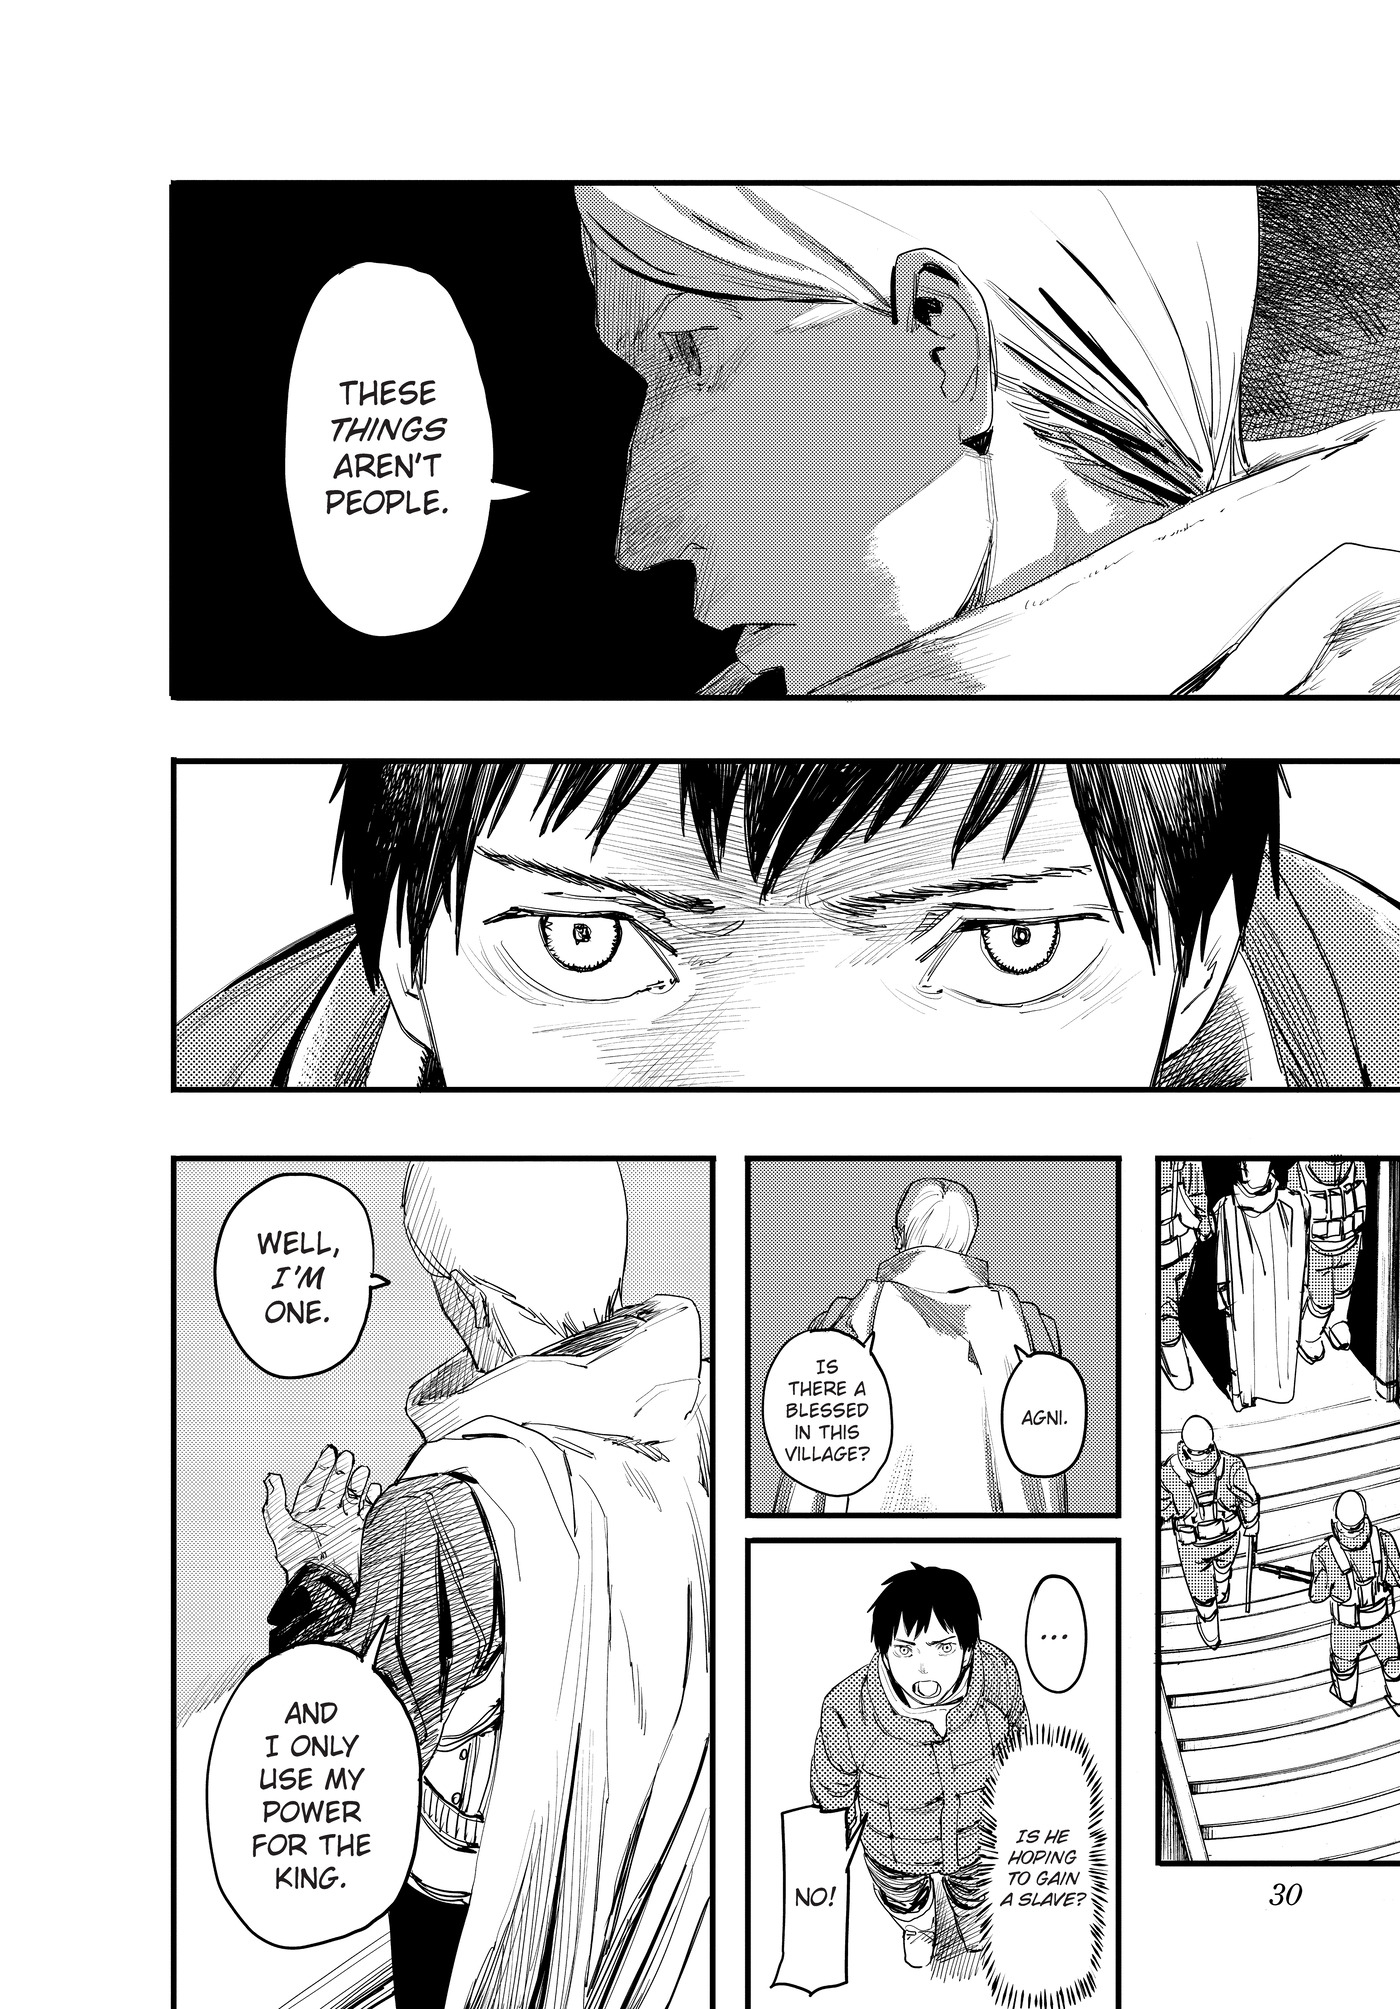 THESE
THINGS
AREN'T
PEOPLE.
AGNI.
IS
THERE A
BLESSED
IN THIS
VILLAGE?
...
IS HE
HOPING
TO GAIN
A SLAVE?
NO!
WELL,
I'M
ONE.
AND
I ONLY
USE MY
POWER
FOR THE
KING.
30